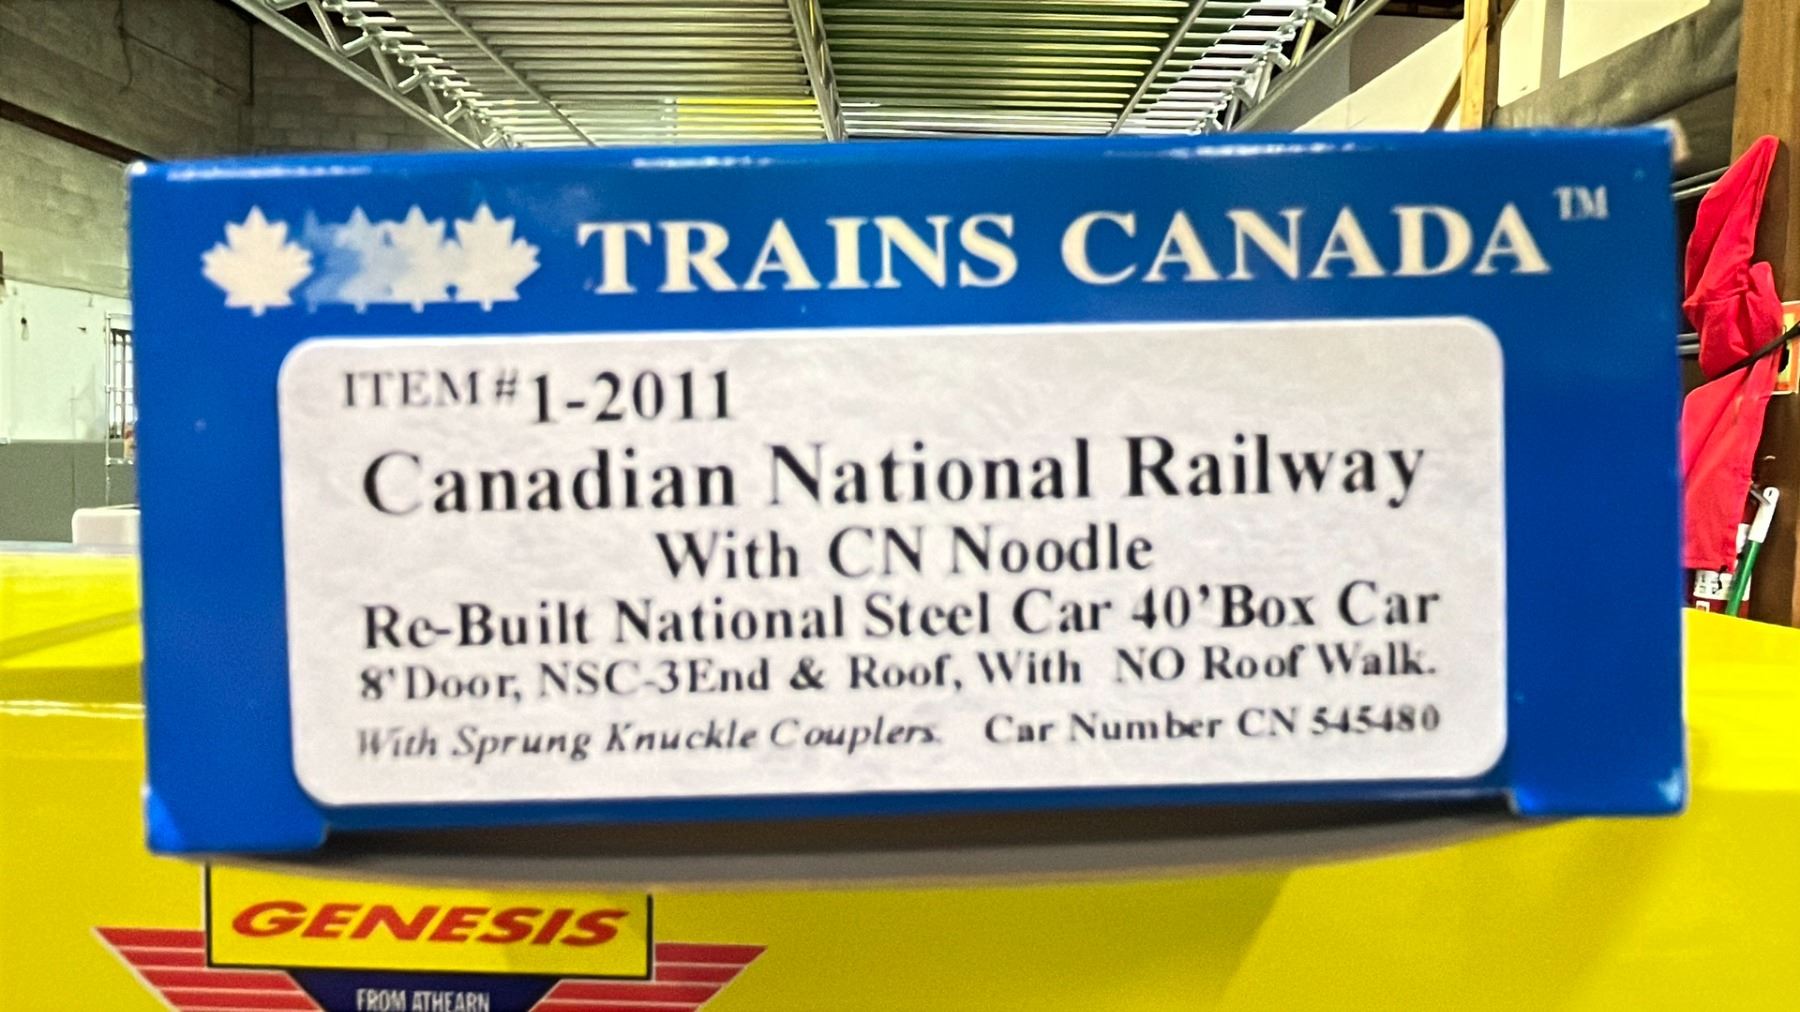 TRAINS CANADA™
ITEM# 1-2011
Canadian National Railway
With CN Noodle
Re-Built National Steel Car 40'Box Car
8'Door, NSC-3End & Roof, With NO Roof Walk.
With Sprung Knuckle Couplers. Car Number CN 545480
GENESIS
FROM ATHEARN